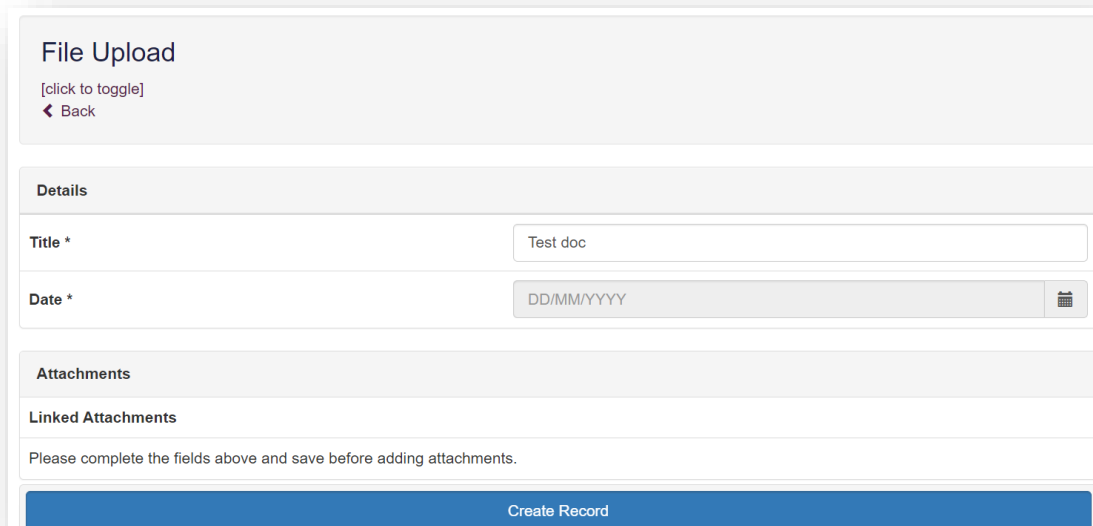 File Upload
[click to toggle]
Back
Details
Title *
Test doc
Date *
DD/MM/YYYY
Attachments
Linked Attachments
Please complete the fields above and save before adding attachments.
Create Record